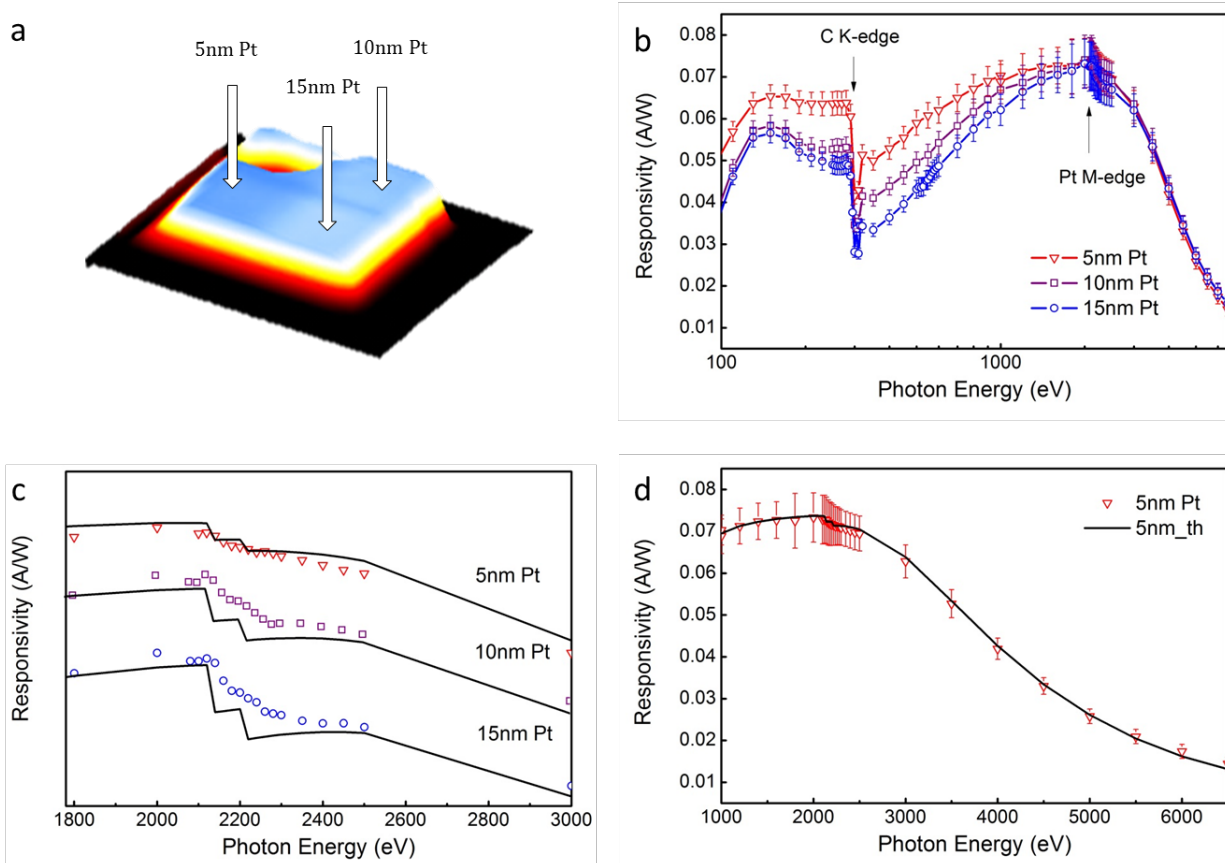 a
5nm Pt
10nm Pt
15nm Pt
b
C K-edge
Pt M-edge
5nm Pt
10nm Pt
15nm Pt
0.08
0.07
0.06
0.05
0.04
0.03
0.02
0.01
Responsivity (A/W)
100
1000
Photon Energy (eV)
c
5nm Pt
10nm Pt
15nm Pt
Responsivity (A/W)
1800
2000
2200
2400
2600
2800
3000
Photon Energy (eV)
d
5nm Pt
5nm_th
0.08
0.07
0.06
0.05
0.04
0.03
0.02
0.01
Responsivity (A/W)
1000
2000
3000
4000
5000
6000
Photon Energy (eV)